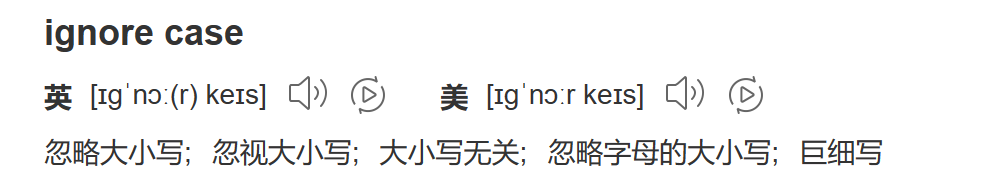 ignore case
英 [ɪɡˈnɔː(r) keɪs] 美 [ɪɡˈnɔːr keɪs]
忽略大小写；忽视大小写；大小写无关；忽略字母的大小写；巨细写